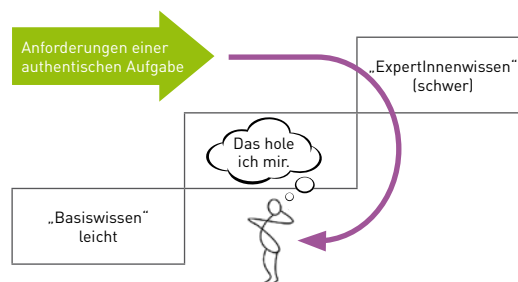 Anforderungen einer
authentischen Aufgabe
„ExpertInnenwissen“
(schwer)
Das hole
ich mir.
„Basiswissen“
leicht